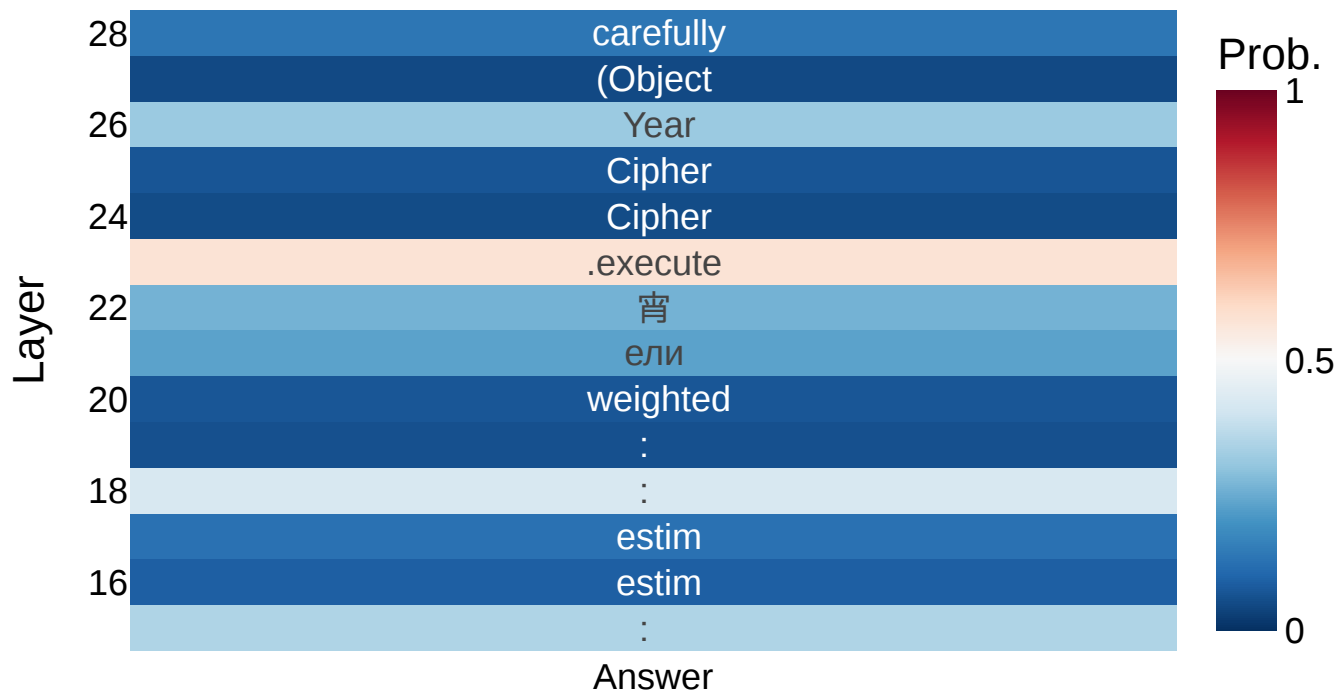 28 carefully
(Object
26 Year
Cipher
24 Cipher
.execute
22 宵
ели
20 weighted
:
18 :
estim
16 estim
:
Answer
Layer
Prob.
1
0.5
0